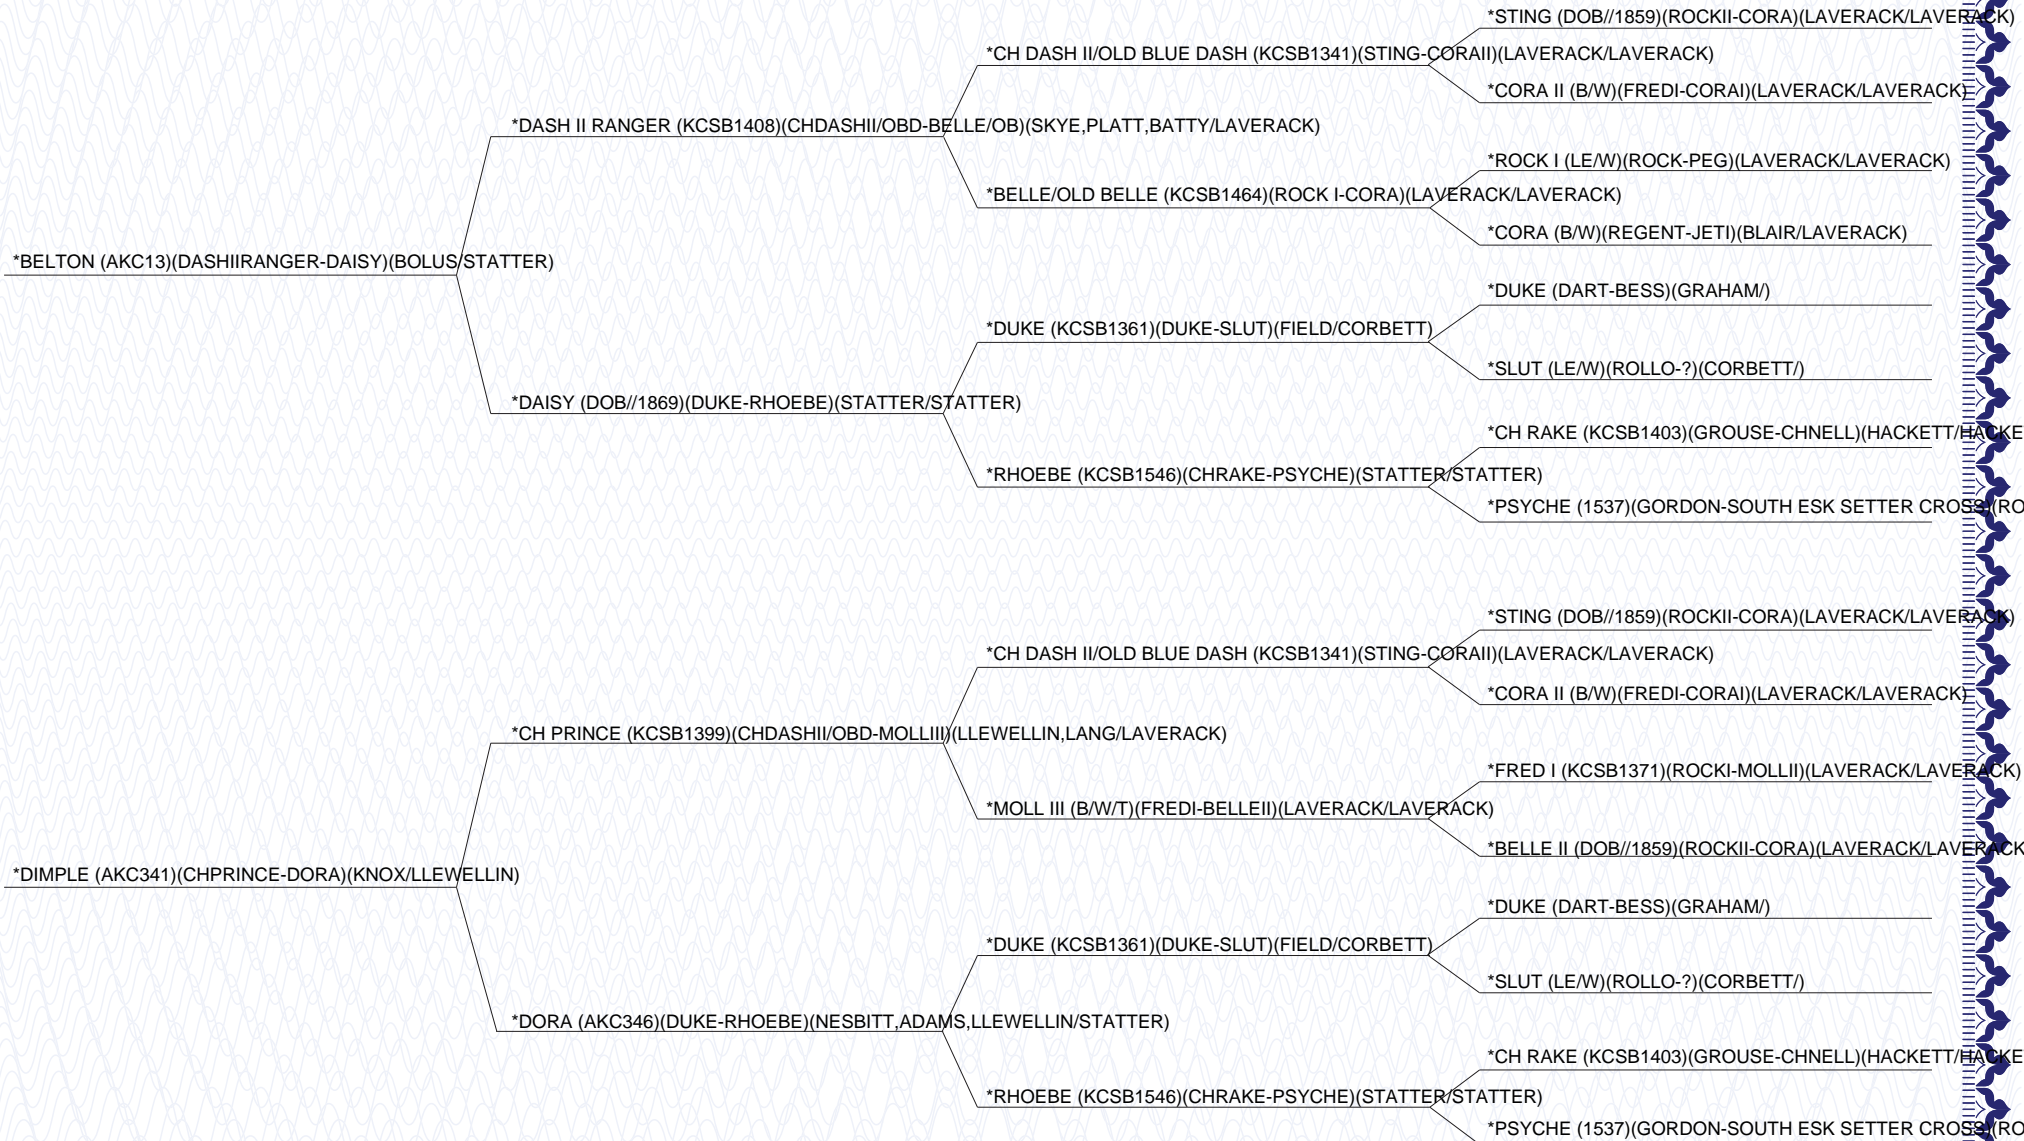 *STING (DOB//1859)(ROCKII-CORA)(LAVERACK/LAVERACK)
*CH DASH II/OLD BLUE DASH (KCSB1341)(STING-CORAII)(LAVERACK/LAVERACK)
*CORA II (B/W)(FREDI-CORAI)(LAVERACK/LAVERACK)
*DASH II RANGER (KCSB1408)(CHDASHII/OBD-BELLE/OB)(SKYE,PLATT,BATTY/LAVERACK)
*ROCK I (LE/W)(ROCK-PEG)(LAVERACK/LAVERACK)
*BELLE/OLD BELLE (KCSB1464)(ROCK I-CORA)(LAVERACK/LAVERACK)
*CORA (B/W)(REGENT-JETI)(BLAIR/LAVERACK)
*BELTON (AKC13)(DASHIIRANGER-DAISY)(BOLUS/STATTER)
*DUKE (DART-BESS)(GRAHAM/)
*DUKE (KCSB1361)(DUKE-SLUT)(FIELD/CORBETT)
*SLUT (LE/W)(ROLLO-?)(CORBETT/)
*DAISY (DOB//1869)(DUKE-RHOEBE)(STATTER/STATTER)
*CH RAKE (KCSB1403)(GROUSE-CHNELL)(HACKETT/HACKE
*RHOEBE (KCSB1546)(CHRAKE-PSYCHE)(STATTER/STATTER)
*PSYCHE (1537)(GORDON-SOUTH ESK SETTER CROSS)(RO
*STING (DOB//1859)(ROCKII-CORA)(LAVERACK/LAVERACK)
*CH DASH II/OLD BLUE DASH (KCSB1341)(STING-CORAII)(LAVERACK/LAVERACK)
*CORA II (B/W)(FREDI-CORAI)(LAVERACK/LAVERACK)
*CH PRINCE (KCSB1399)(CHDASHII/OBD-MOLLIII)(LLEWELLIN,LANG/LAVERACK)
*FRED I (KCSB1371)(ROCKI-MOLLII)(LAVERACK/LAVERACK)
*MOLL III (B/W/T)(FREDI-BELLEII)(LAVERACK/LAVERACK)
*BELLE II (DOB//1859)(ROCKII-CORA)(LAVERACK/LAVERACK
*DIMPLE (AKC341)(CHPRINCE-DORA)(KNOX/LLEWELLIN)
*DUKE (DART-BESS)(GRAHAM/)
*DUKE (KCSB1361)(DUKE-SLUT)(FIELD/CORBETT)
*SLUT (LE/W)(ROLLO-?)(CORBETT/)
*DORA (AKC346)(DUKE-RHOEBE)(NESBITT,ADAMS,LLEWELLIN/STATTER)
*CH RAKE (KCSB1403)(GROUSE-CHNELL)(HACKETT/HACKE
*RHOEBE (KCSB1546)(CHRAKE-PSYCHE)(STATTER/STATTER)
*PSYCHE (1537)(GORDON-SOUTH ESK SETTER CROSS)(RO